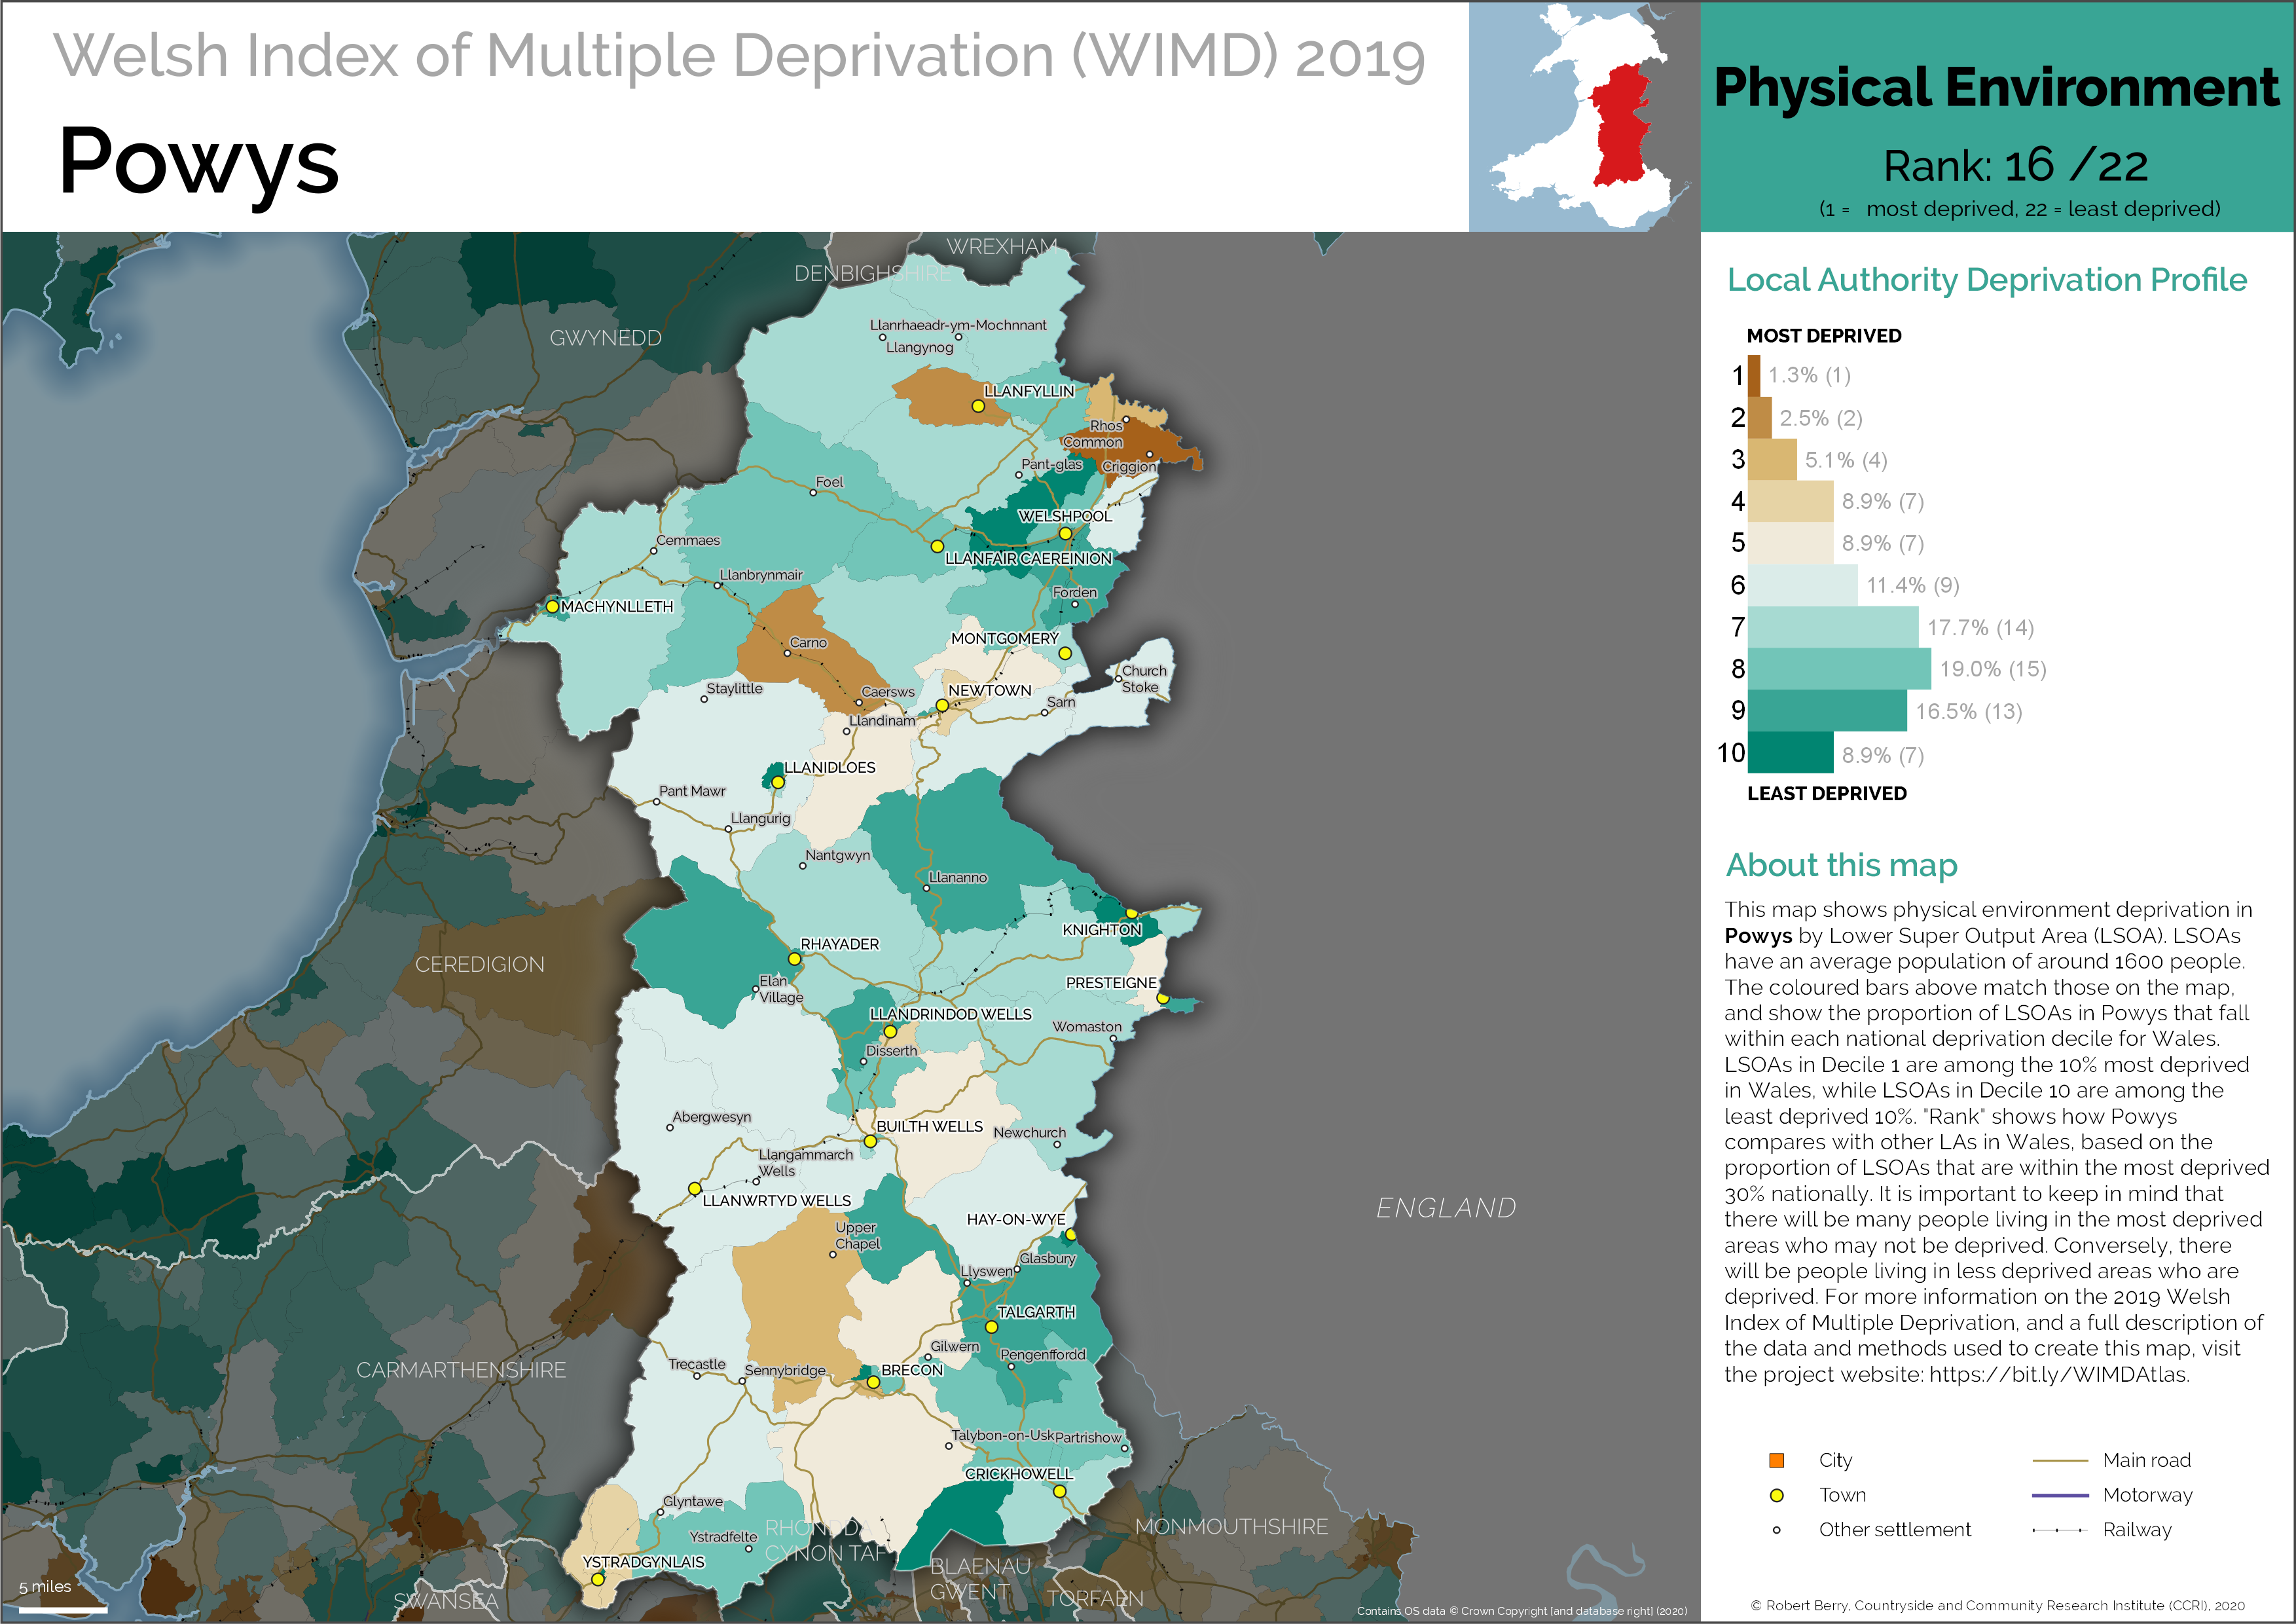 Welsh Index of Multiple Deprivation (WIMD) 2019
Powys
Physical Environment
Rank: 16 /22
(1 = most deprived, 22 = least deprived)
WREXHAM
DENBIGHSHIRE
GWYNEDD
Llanrhaeadr-ym-Mochnnant
Llangynog
LLANFYLLIN
Rhos
Common
Pant-glas
Criggion
Foel
WELSHPOOL
Cemmaes
LLANFAIR CAEREINION
Llanbrynmair
Forden
MACHYNLLETH
MONTGOMERY
Carno
Church
Stoke
Staylittle
Caersws
NEWTOWN
Sarn
Llandinam
LLANIDLOES
Pant Mawr
Llangurig
Nantgwyn
Llananno
KNIGHTON
RHAYADER
CEREDIGION
PRESTEIGNE
Elan
Village
LLANDRINDOD WELLS
Womaston
Disserth
Abergwesyn
BUILTH WELLS
Newchurch
Llangammarch
Wells
LLANWRTYD WELLS
ENGLAND
HAY-ON-WYE
Upper
Chapel
Glasbury
Llyswen
TALGARTH
Gilwern
Pengenffordd
CARMARTHENSHIRE
Trecastle
Sennybridge
BRECON
Talybon-on-Usk
Partrishow
CRICKHOWELL
Glyntawe
Ystradfelte
RHONDDA
CYNON TAF
MONMOUTHSHIRE
YSTRADGYNLAIS
BLAENAU
GWENT
TORFAEN
SWANSEA
5 miles
Contains OS data © Crown Copyright [and database right] (2020)
Local Authority Deprivation Profile
MOST DEPRIVED
1 1.3% (1)
2 2.5% (2)
3 5.1% (4)
4 8.9% (7)
5 8.9% (7)
6 11.4% (9)
7 17.7% (14)
8 19.0% (15)
9 16.5% (13)
10 8.9% (7)
LEAST DEPRIVED
About this map
This map shows physical environment deprivation in
Powys by Lower Super Output Area (LSOA). LSOAs
have an average population of around 1600 people.
The coloured bars above match those on the map,
and show the proportion of LSOAs in Powys that fall
within each national deprivation decile for Wales.
LSOAs in Decile 1 are among the 10% most deprived
in Wales, while LSOAs in Decile 10 are among the
least deprived 10%. "Rank" shows how Powys
compares with other LAs in Wales, based on the
proportion of LSOAs that are within the most deprived
30% nationally. It is important to keep in mind that
there will be many people living in the most deprived
areas who may not be deprived. Conversely, there
will be people living in less deprived areas who are
deprived. For more information on the 2019 Welsh
Index of Multiple Deprivation, and a full description of
the data and methods used to create this map, visit
the project website: https://bit.ly/WIMDAtlas.
City
Main road
Town
Motorway
Other settlement
Railway
© Robert Berry, Countryside and Community Research Institute (CCRI), 2020